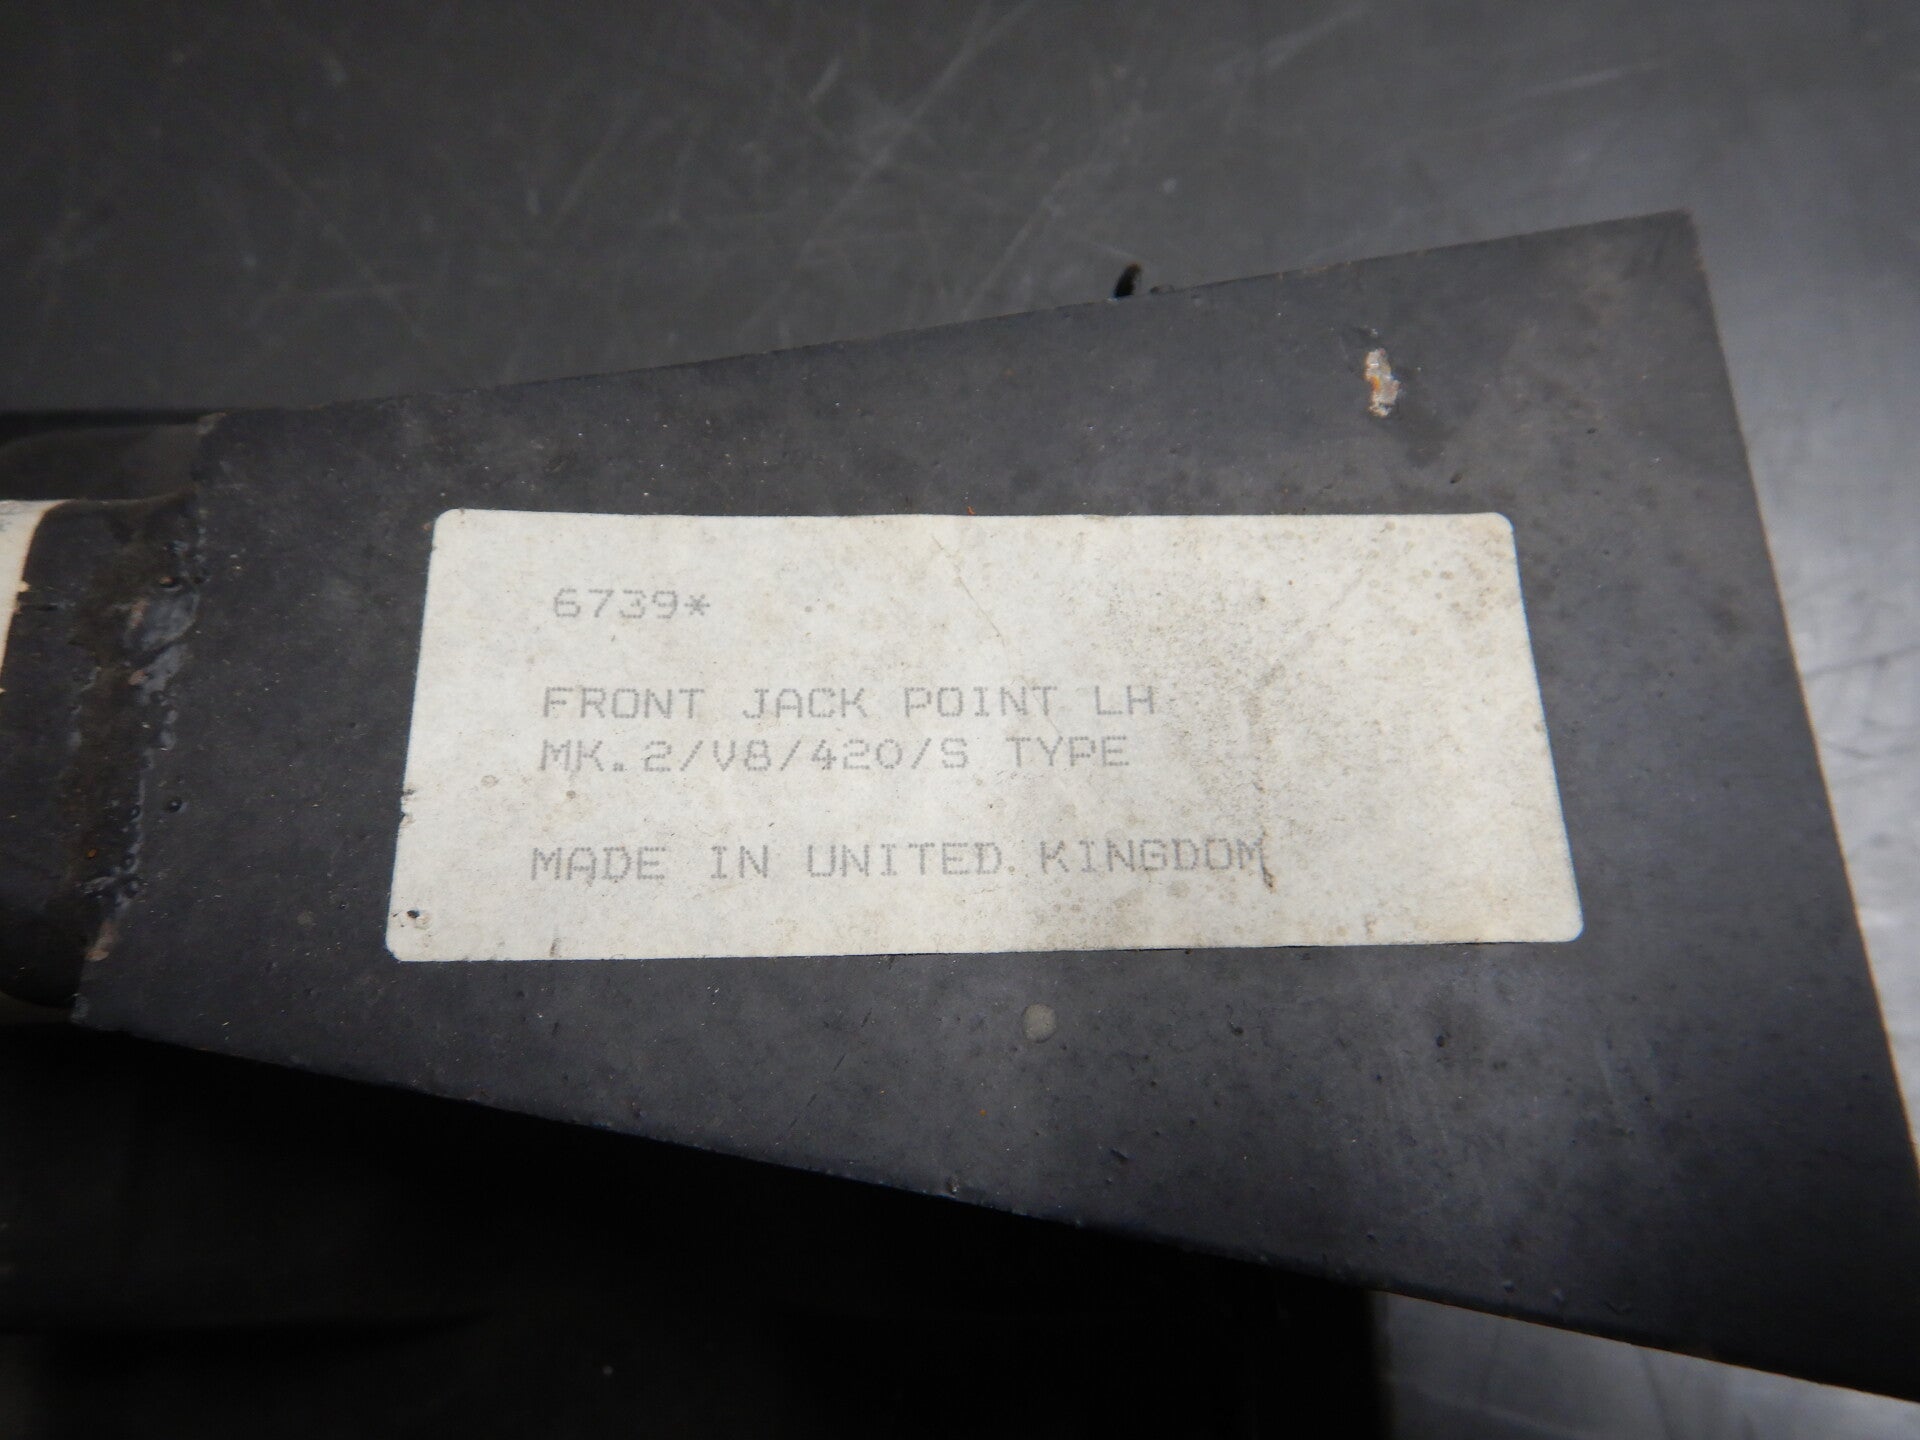 6739*
FRONT JACK POINT LH
MK.2/V8/420/S TYPE
MADE IN UNITED KINGDOM